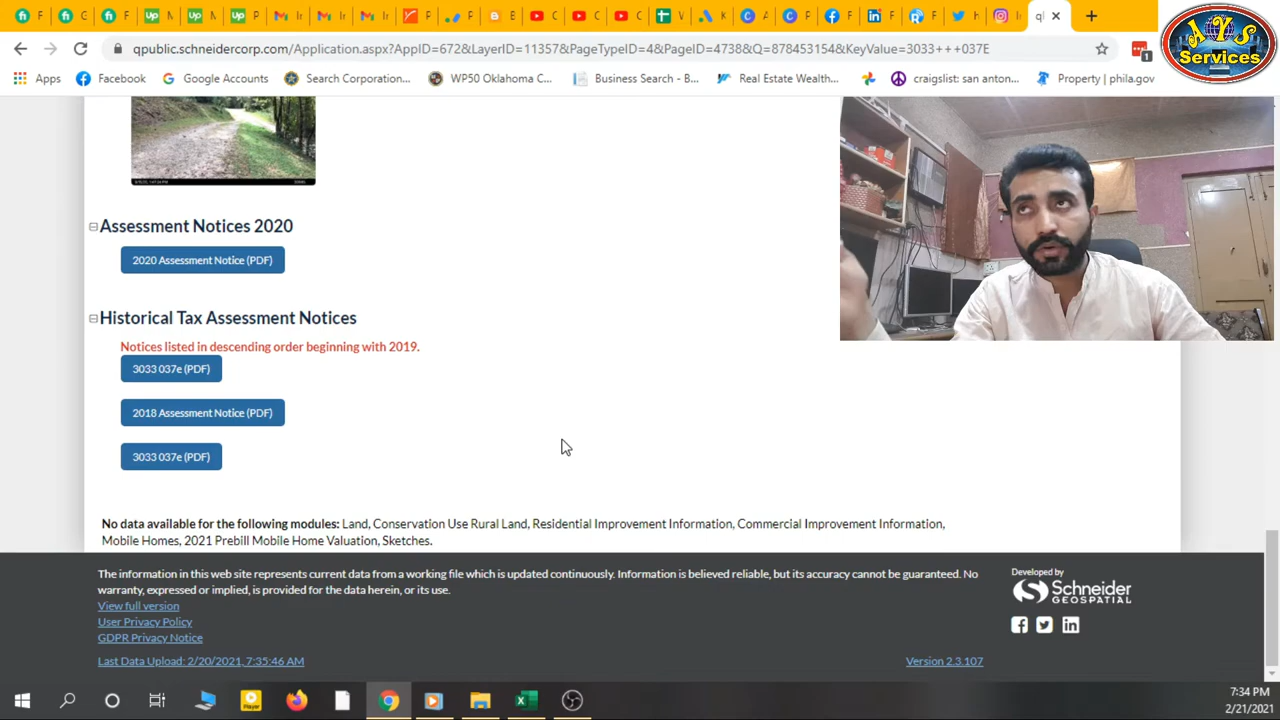 qpublic.schneidercorp.com/Application.aspx?AppID=672&LayerID=11357&PageTypeID=4&PageID=4738&Q=878453154&KeyValue=3033+++037E
Apps Facebook Google Accounts Search Corporation... WP50 Oklahoma C... Business Search - B... Real Estate Wealth... craigslist: san anton... Property | phila.gov
AYS
Services
Assessment Notices 2020
2020 Assessment Notice (PDF)
Historical Tax Assessment Notices
Notices listed in descending order beginning with 2019.
3033 037e (PDF)
2018 Assessment Notice (PDF)
3033 037e (PDF)
No data available for the following modules: Land, Conservation Use Rural Land, Residential Improvement Information, Commercial Improvement Information,
Mobile Homes, 2021 Prebill Mobile Home Valuation, Sketches.
The information in this web site represents current data from a working file which is updated continuously. Information is believed reliable, but its accuracy cannot be guaranteed. No
warranty, expressed or implied, is provided for the data herein, or its use.
View full version
User Privacy Policy
GDPR Privacy Notice
Last Data Upload: 2/20/2021, 7:35:46 AM
Developed by
Schneider
GEOSPATIAL
Version 2.3.107
7:34 PM
2/21/2021